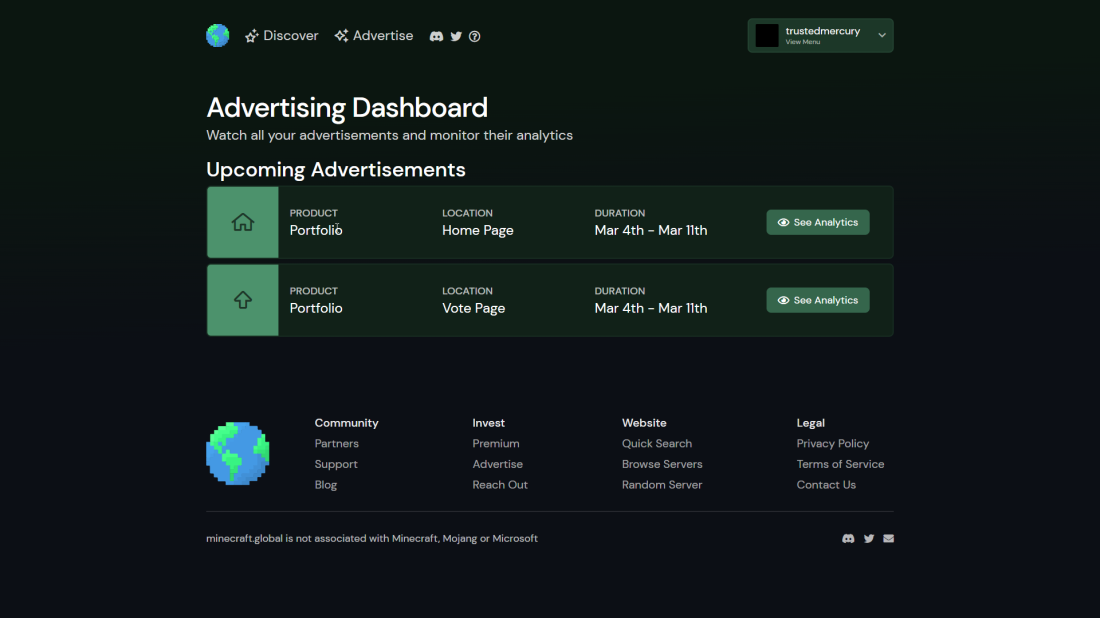 Discover Advertise
trustedmercury
View Menu
Advertising Dashboard
Watch all your advertisements and monitor their analytics
Upcoming Advertisements
PRODUCT LOCATION DURATION
Portfolio Home Page Mar 4th - Mar 11th See Analytics
PRODUCT LOCATION DURATION
Portfolio Vote Page Mar 4th - Mar 11th See Analytics
Community Invest Website Legal
Partners Premium Quick Search Privacy Policy
Support Advertise Browse Servers Terms of Service
Blog Reach Out Random Server Contact Us
minecraft.global is not associated with Minecraft, Mojang or Microsoft